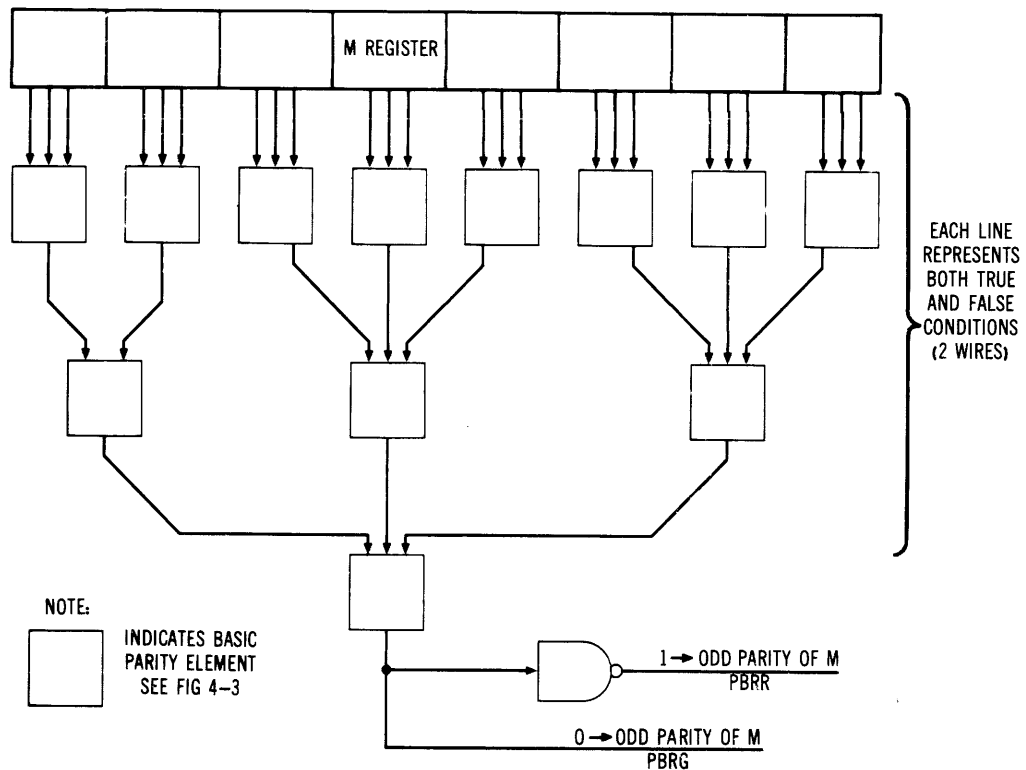 M REGISTER
EACH LINE
REPRESENTS
BOTH TRUE
AND FALSE
CONDITIONS
(2 WIRES)
NOTE:
INDICATES BASIC
PARITY ELEMENT
SEE FIG 4-3
1→ODD PARITY OF M
PBRR
0→ODD PARITY OF M
PBRG